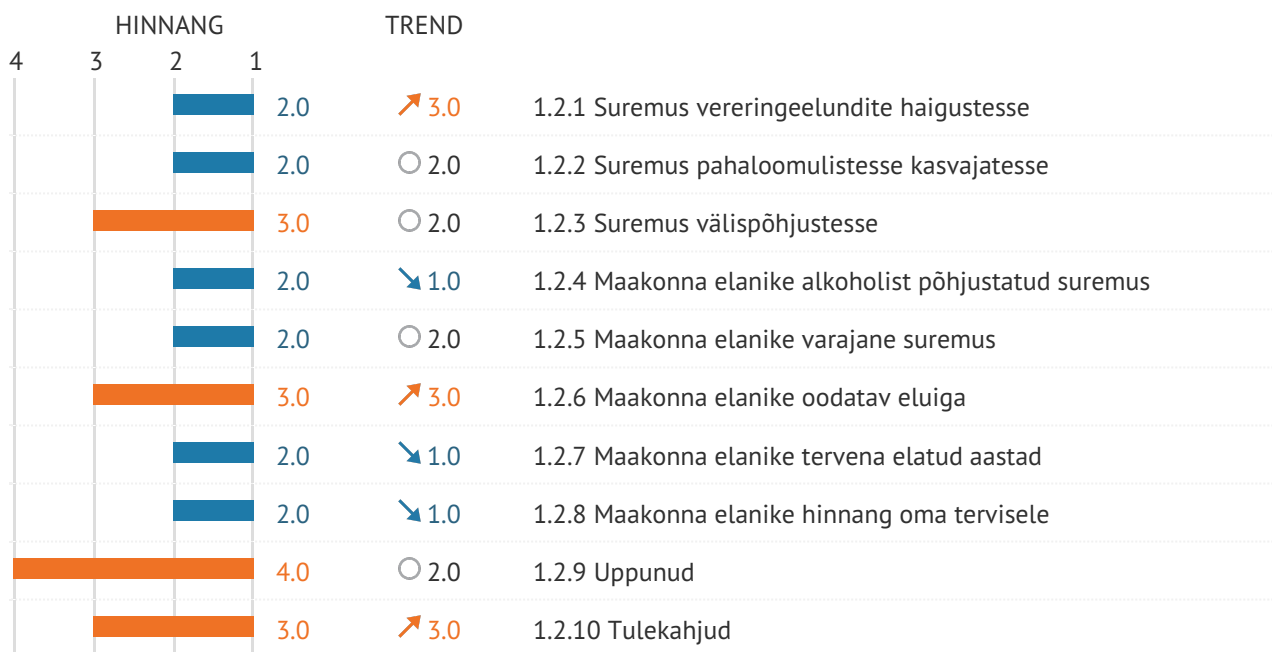 HINNANG TREND
4 3 2 1
2.0 3.0 1.2.1 Suremus vereringeelundite haigustesse
2.0 2.0 1.2.2 Suremus pahaloomulistesse kasvajatesse
3.0 2.0 1.2.3 Suremus välispõhjustesse
2.0 1.0 1.2.4 Maakonna elanike alkoholist põhjustatud suremus
2.0 2.0 1.2.5 Maakonna elanike varajane suremus
3.0 3.0 1.2.6 Maakonna elanike oodatav eluiga
2.0 1.0 1.2.7 Maakonna elanike tervena elatud aastad
2.0 1.0 1.2.8 Maakonna elanike hinnang oma tervisele
4.0 2.0 1.2.9 Uppunud
3.0 3.0 1.2.10 Tulekahjud